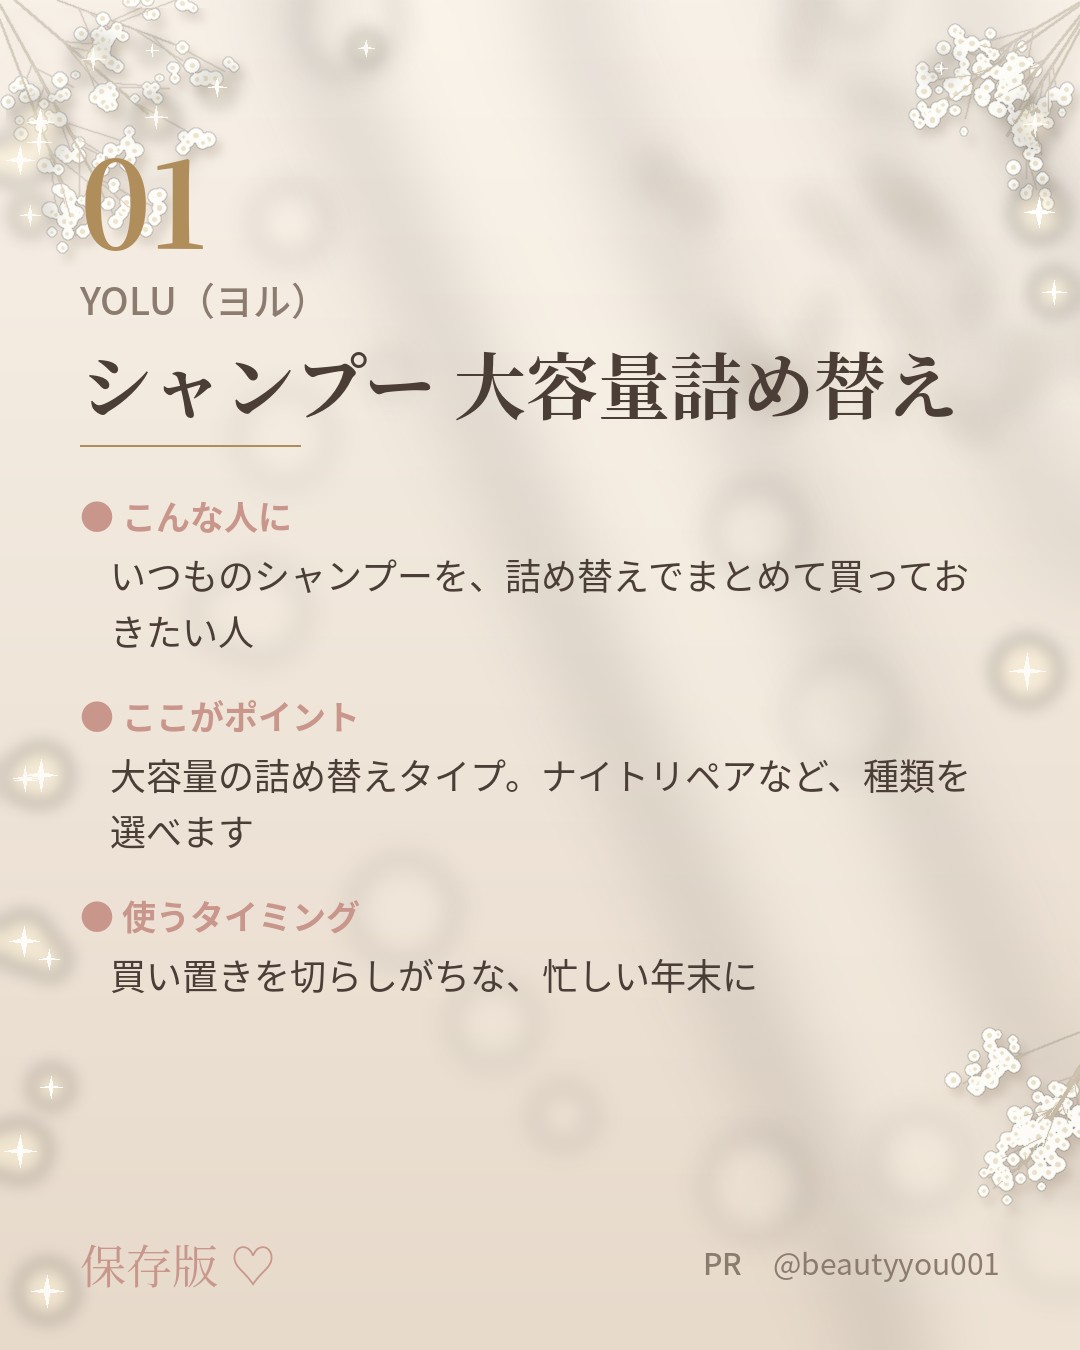 01
YOLU（ヨル）
シャンプー 大容量詰め替え
● こんな人に
いつものシャンプーを、詰め替えでまとめて買ってお
きたい人
● ここがポイント
大容量の詰め替えタイプ。ナイトリペアなど、種類を
選べます
● 使うタイミング
買い置きを切らしがちな、忙しい年末に
保存版 ♡
PR @beautyyou001